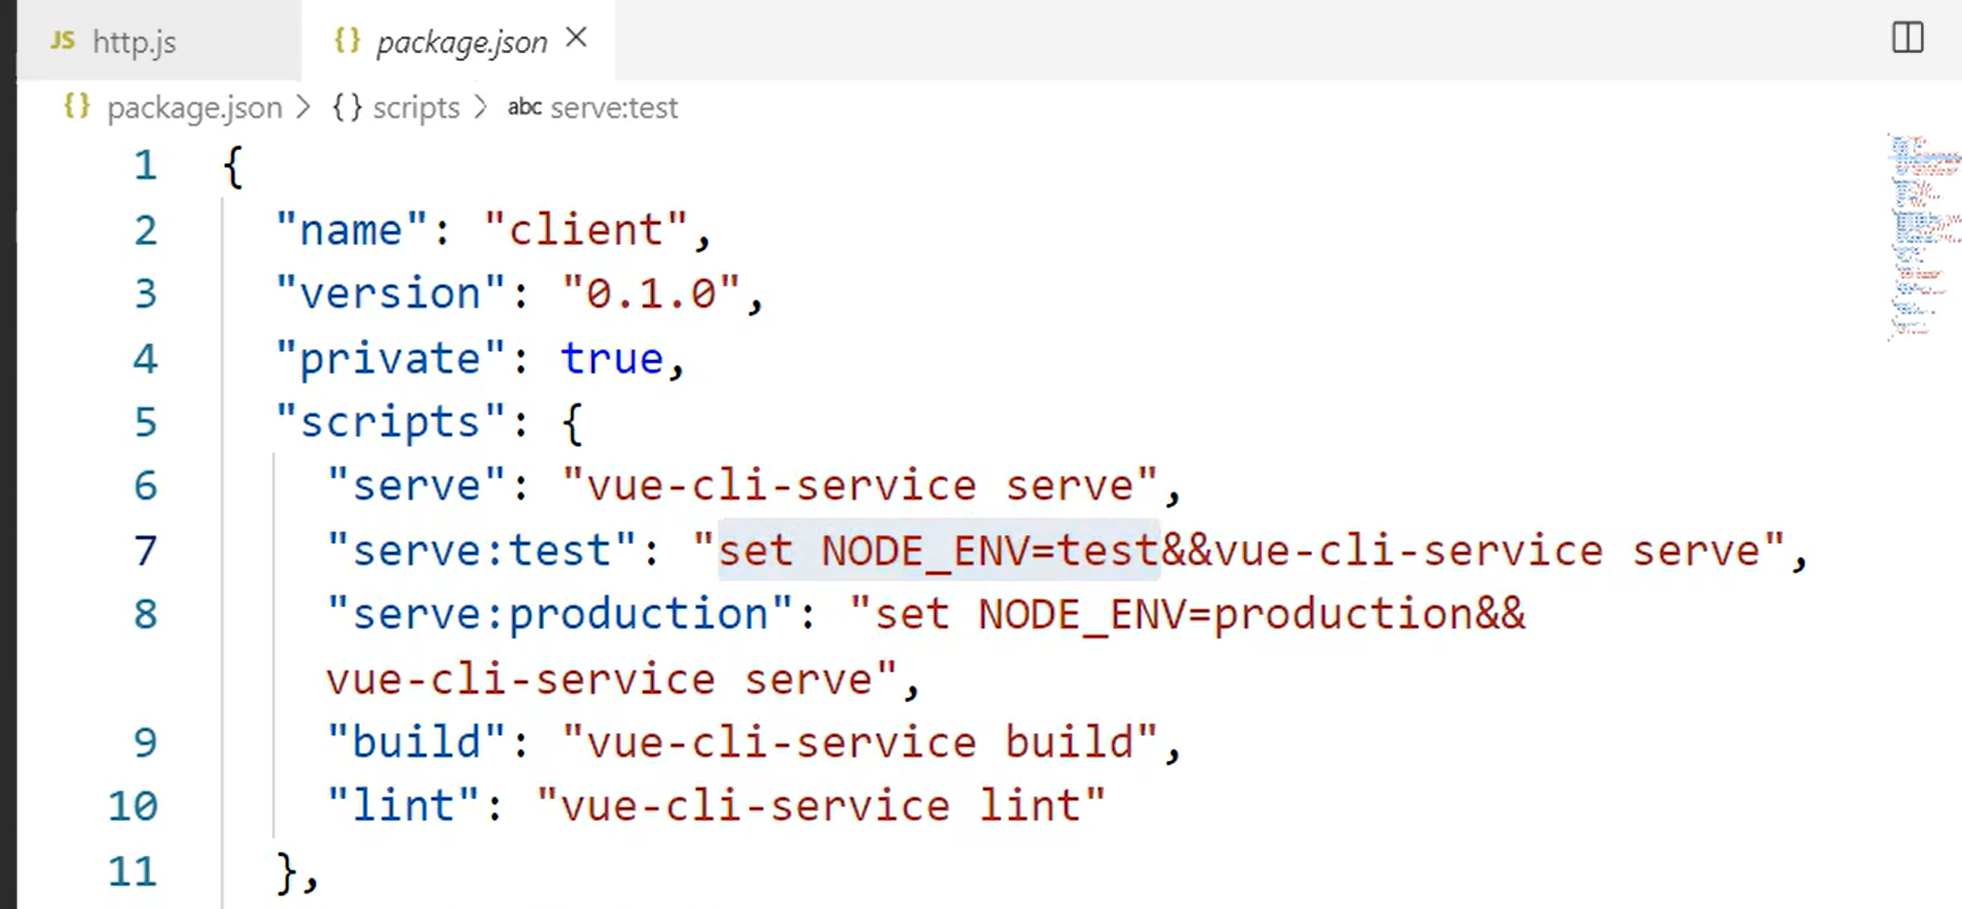 JS http.js {} package.json ×
{} package.json > {} scripts > abc serve:test
1 {
2 "name": "client",
3 "version": "0.1.0",
4 "private": true,
5 "scripts": {
6 "serve": "vue-cli-service serve",
7 "serve:test": "set NODE_ENV=test&&vue-cli-service serve",
8 "serve:production": "set NODE_ENV=production&&
vue-cli-service serve",
9 "build": "vue-cli-service build",
10 "lint": "vue-cli-service lint"
11 },